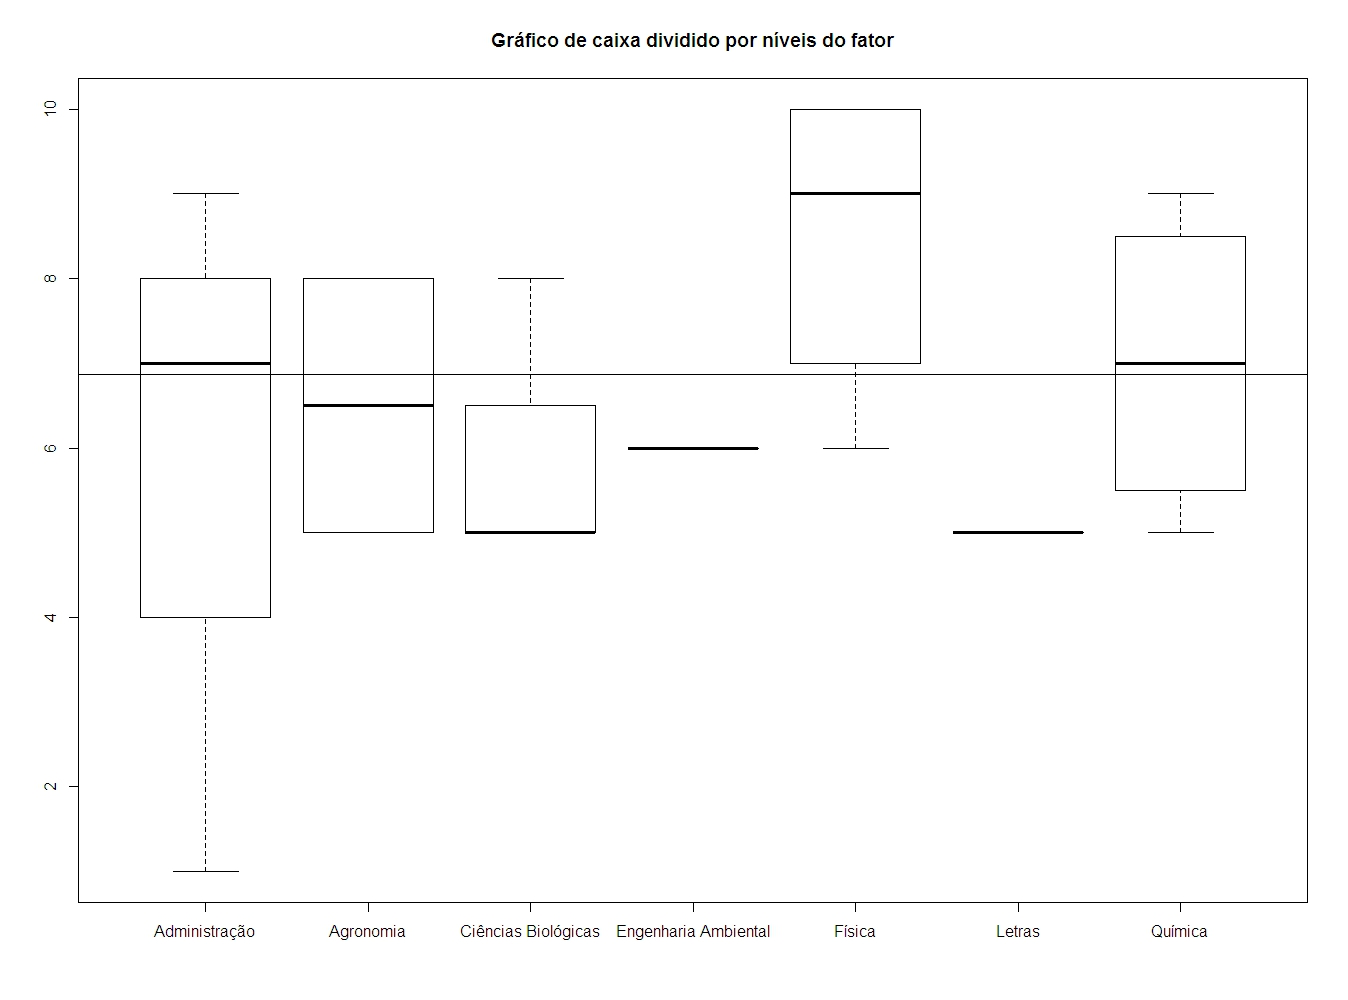 Gráfico de caixa dividido por níveis do fator
10
8
6
4
2
Administração Agronomia Ciências Biológicas Engenharia Ambiental Física Letras Química